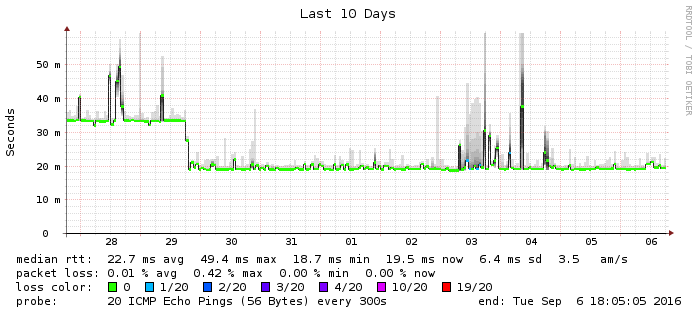 Last 10 Days
RRDTOOL / TOBI OETIKER
Seconds
50 m
40 m
30 m
20 m
10 m
0
28 29 30 31 01 02 03 04 05 06
median rtt: 22.7 ms avg 49.4 ms max 18.7 ms min 19.5 ms now 6.4 ms sd 3.5 am/s
packet loss: 0.01 % avg 0.42 % max 0.00 % min 0.00 % now
loss color: 0 1/20 2/20 3/20 4/20 10/20 19/20
probe: 20 ICMP Echo Pings (56 Bytes) every 300s end: Tue Sep 6 18:05:05 2016